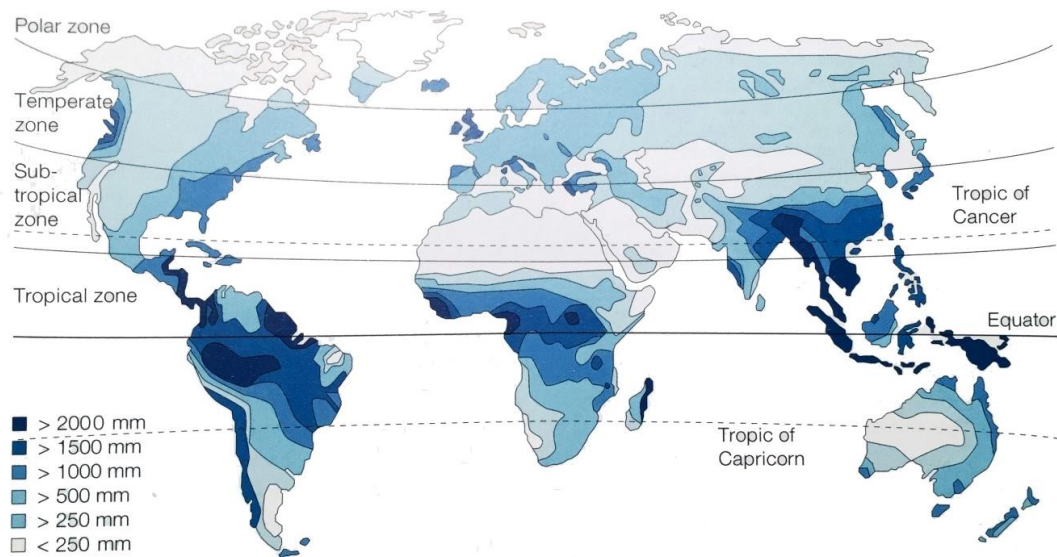 Polar zone
Temperate
zone
Sub-
tropical
zone
Tropic of
Cancer
Tropical zone
Equator
Tropic of
Capricorn
> 2000 mm
> 1500 mm
> 1000 mm
> 500 mm
> 250 mm
< 250 mm